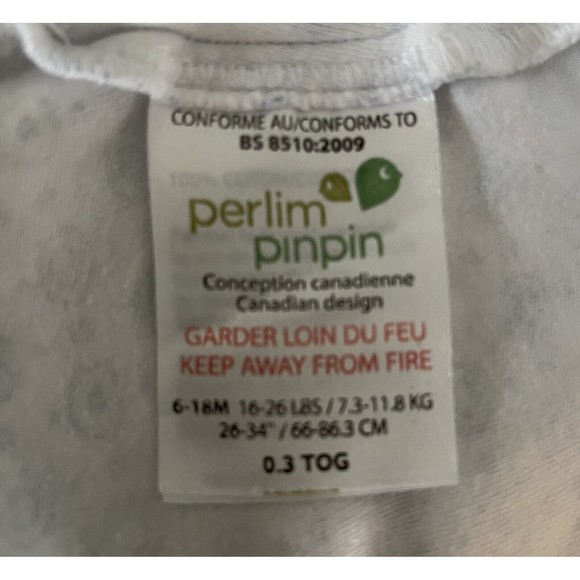 CONFORME AU/CONFORMS TO
BS 8510:2009
perlim
pinpin
Conception canadienne
Canadian design
GARDER LOIN DU FEU
KEEP AWAY FROM FIRE
6-18M 16-26 LBS / 7.3-11.8 KG
26-34" / 66-86.3 CM
0.3 TOG